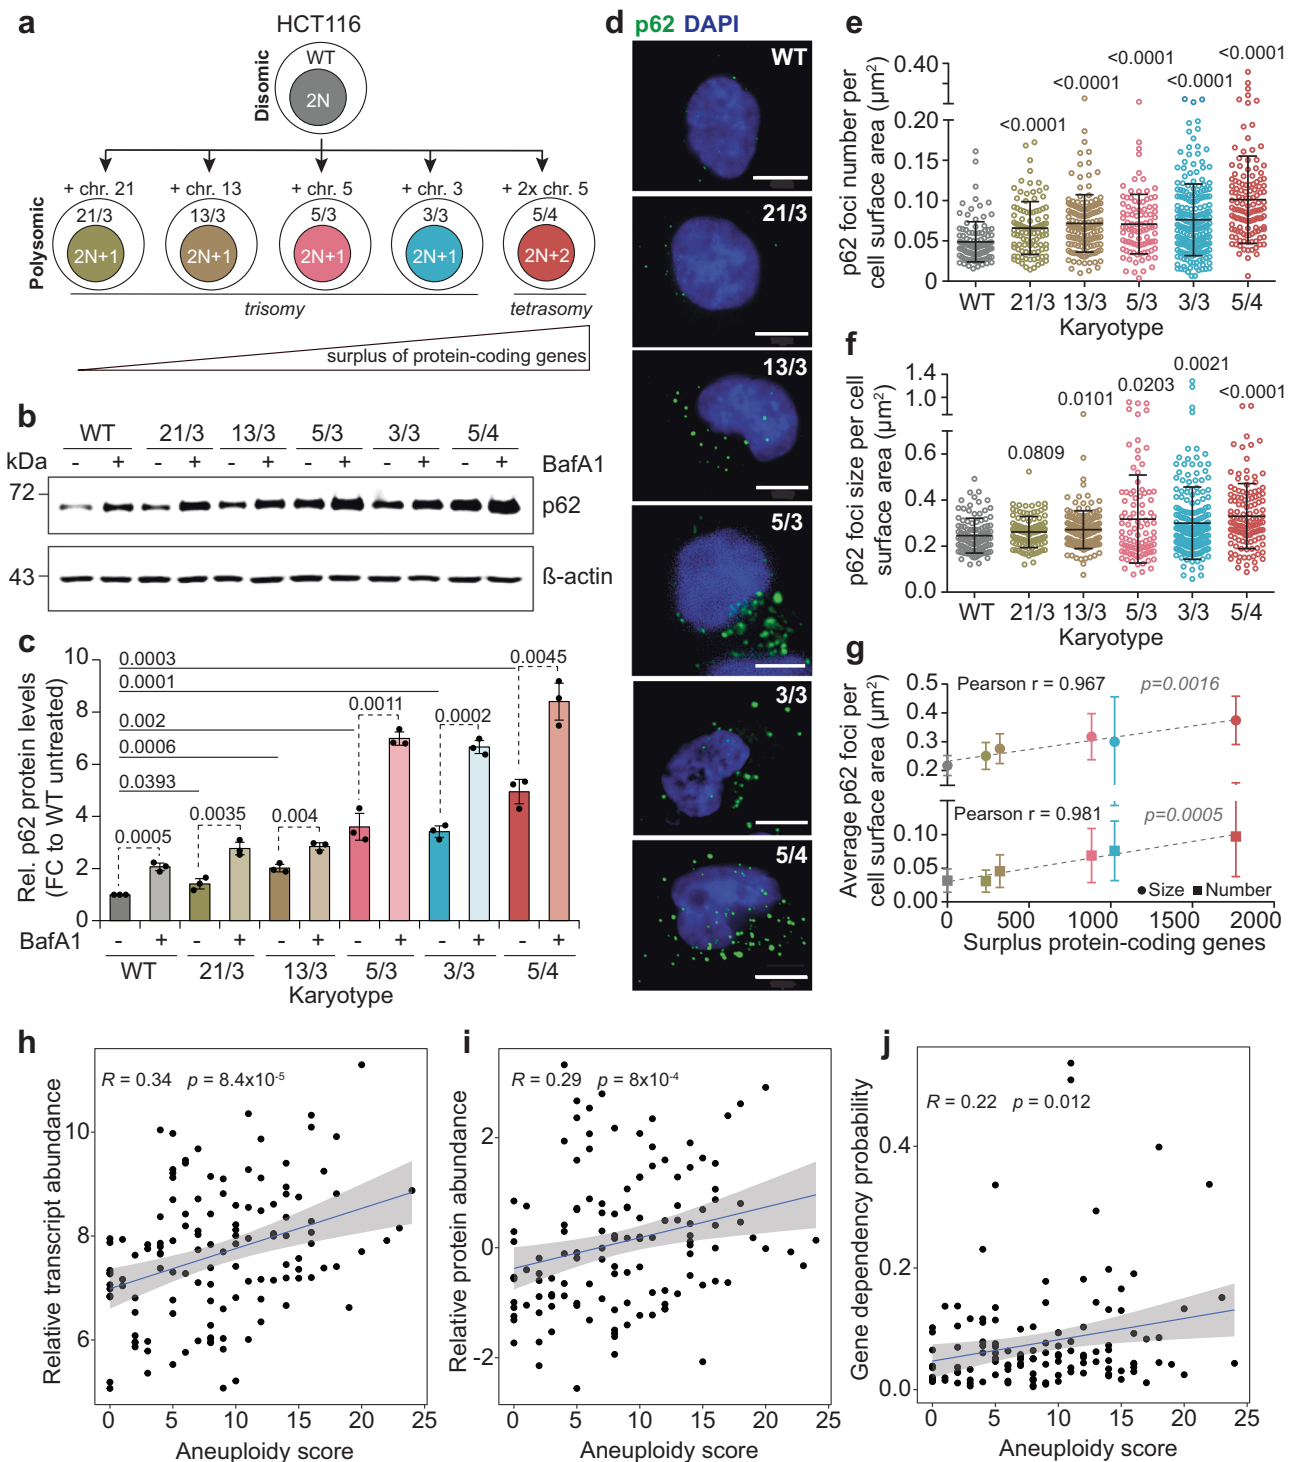 a
HCT116
Disomic
WT
2N
+ chr. 21
+ chr. 13
+ chr. 5
+ chr. 3
+ 2x chr. 5
Polysomic
21/3
13/3
5/3
3/3
5/4
2N+1
2N+1
2N+1
2N+1
2N+2
trisomy
tetrasomy
surplus of protein-coding genes
b
WT 21/3 13/3 5/3 3/3 5/4
kDa - + - + - + - + - + - + BafA1
72
p62
43
ß-actin
c
Rel. p62 protein levels
(FC to WT untreated)
10
8
6
4
2
0
0.0003
0.0001
0.002
0.0006
0.0393
0.0005
0.0035
0.004
0.0011
0.0002
0.0045
BafA1 - + - + - + - + - + - +
WT 21/3 13/3 5/3 3/3 5/4
Karyotype
d
p62 DAPI
WT
21/3
13/3
5/3
3/3
5/4
e
p62 foci number per
cell surface area (µm²)
0.40
0.20
0.15
0.10
0.05
0
<0.0001
<0.0001
<0.0001
<0.0001
<0.0001
WT 21/3 13/3 5/3 3/3 5/4
Karyotype
f
p62 foci size per cell
surface area (µm²)
1.4
1.0
0.6
0.4
0.2
0.0
0.0809
0.0101
0.0203
0.0021
<0.0001
WT 21/3 13/3 5/3 3/3 5/4
Karyotype
g
Average p62 foci per
cell surface area (µm²)
0.5
0.4
0.3
0.2
0.10
0.05
0.00
Pearson r = 0.967 p=0.0016
Pearson r = 0.981 p=0.0005
Size Number
0 500 1000 1500 2000
Surplus protein-coding genes
h
Relative transcript abundance
R = 0.34 p = 8.4x10-5
10
8
6
0 5 10 15 20 25
Aneuploidy score
i
Relative protein abundance
R = 0.29 p = 8x10-4
2
0
-2
0 5 10 15 20 25
Aneuploidy score
j
Gene dependency probability
R = 0.22 p = 0.012
0.4
0.2
0.0
0 5 10 15 20 25
Aneuploidy score